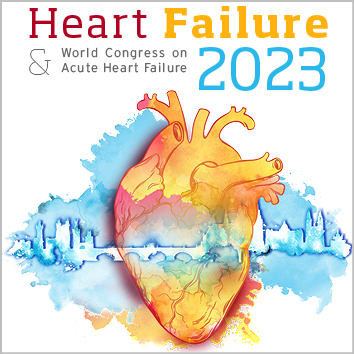 Heart Failure
& World Congress on
Acute Heart Failure
2023